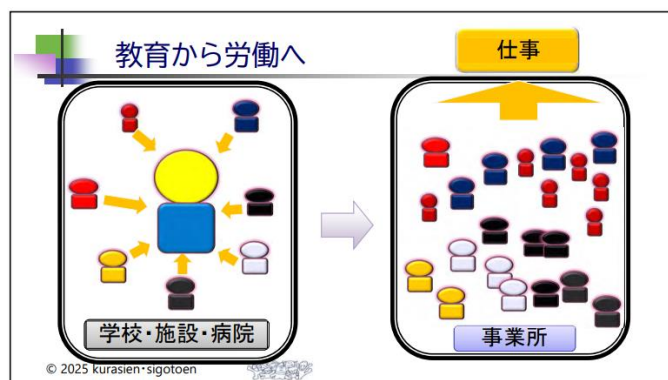 教育から労働へ
仕事
学校・施設・病院
事業所
© 2025 kurasien・sigotoen